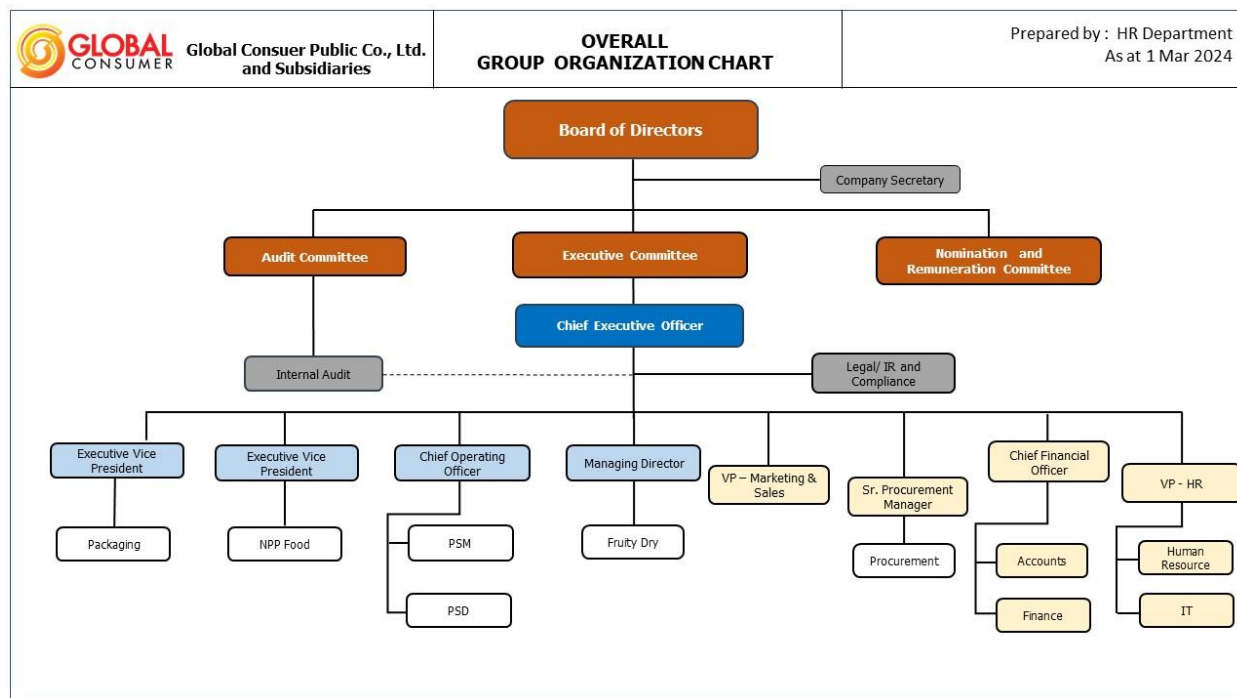 GLOBAL
CONSUMER
Global Consuer Public Co., Ltd.
and Subsidiaries
OVERALL
GROUP ORGANIZATION CHART
Prepared by : HR Department
As at 1 Mar 2024
Board of Directors
Company Secretary
Audit Committee
Executive Committee
Nomination and
Remuneration Committee
Chief Executive Officer
Internal Audit
Legal/ IR and
Compliance
Executive Vice
President
Executive Vice
President
Chief Operating
Officer
Managing Director
VP – Marketing &
Sales
Sr. Procurement
Manager
Chief Financial
Officer
VP - HR
Packaging
NPP Food
PSM
PSD
Fruity Dry
Procurement
Accounts
Finance
Human
Resource
IT